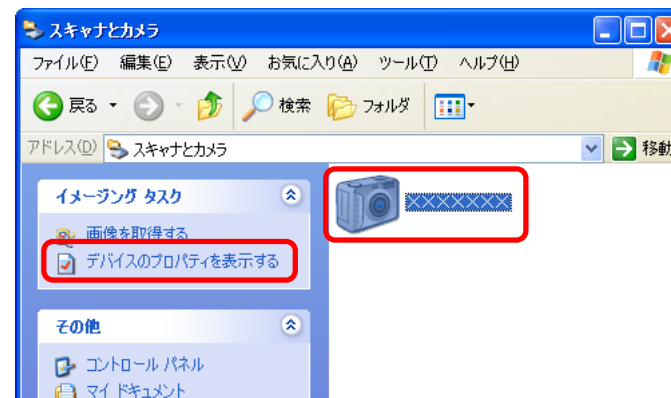 スキャナとカメラ
ファイル(F) 編集(E) 表示(V) お気に入り(A) ツール(T) ヘルプ(H)
戻る 検索 フォルダ
アドレス(D) スキャナとカメラ 移動
イメージング タスク
画像を取得する
デバイスのプロパティを表示する
XXXXXXXX
その他
コントロール パネル
マイ ドキュメント